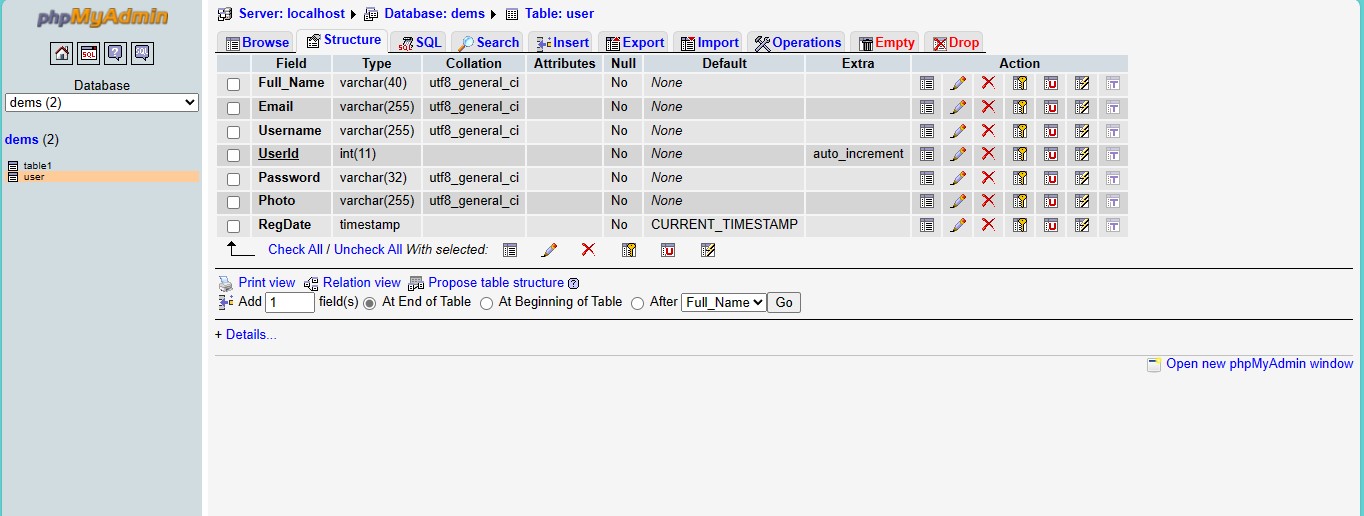 phpMyAdmin
Server: localhost Database: dems Table: user
Browse Structure SQL Search Insert Export Import Operations Empty Drop
SQL ? SQL
Database
dems (2)
dems (2)
table1
user
Field Type Collation Attributes Null Default Extra Action
Full_Name varchar(40) utf8_general_ci No None
Email varchar(255) utf8_general_ci No None
Username varchar(255) utf8_general_ci No None
UserId int(11) No None auto_increment
Password varchar(32) utf8_general_ci No None
Photo varchar(255) utf8_general_ci No None
RegDate timestamp No CURRENT_TIMESTAMP
Check All / Uncheck All With selected:
Print view Relation view Propose table structure ?
Add 1 field(s) At End of Table At Beginning of Table After Full_Name Go
+ Details...
Open new phpMyAdmin window